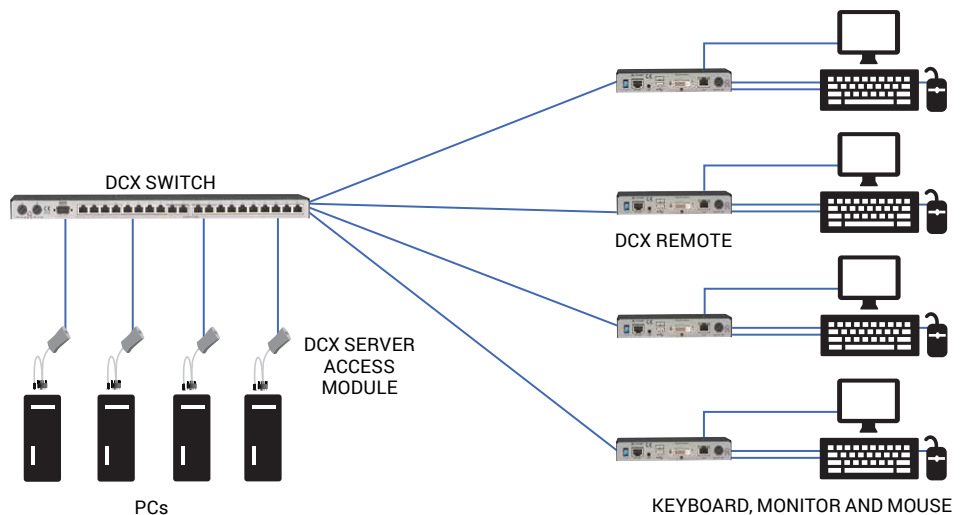 DCX SWITCH
DCX REMOTE
DCX SERVER
ACCESS
MODULE
PCs
KEYBOARD, MONITOR AND MOUSE